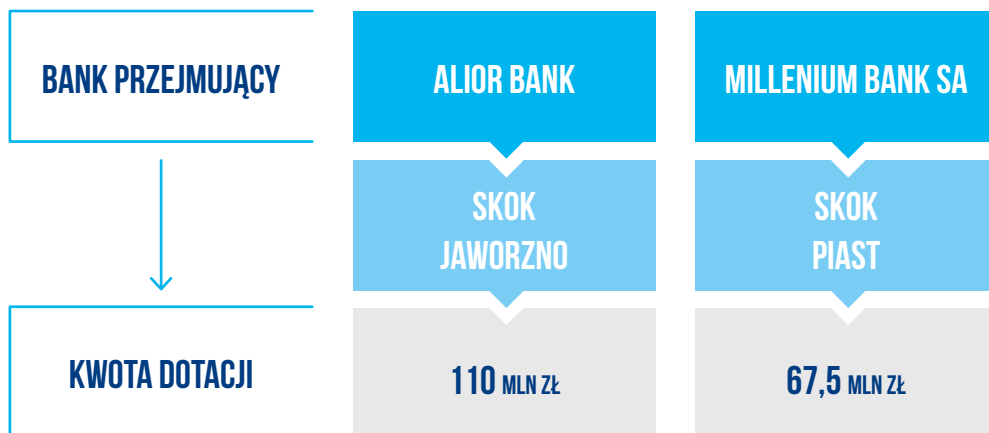 BANK PRZEJMUJĄCY
ALIOR BANK
MILLENIUM BANK SA
SKOK
JAWORZNO
SKOK
PIAST
KWOTA DOTACJI
110 MLN ZŁ
67,5 MLN ZŁ